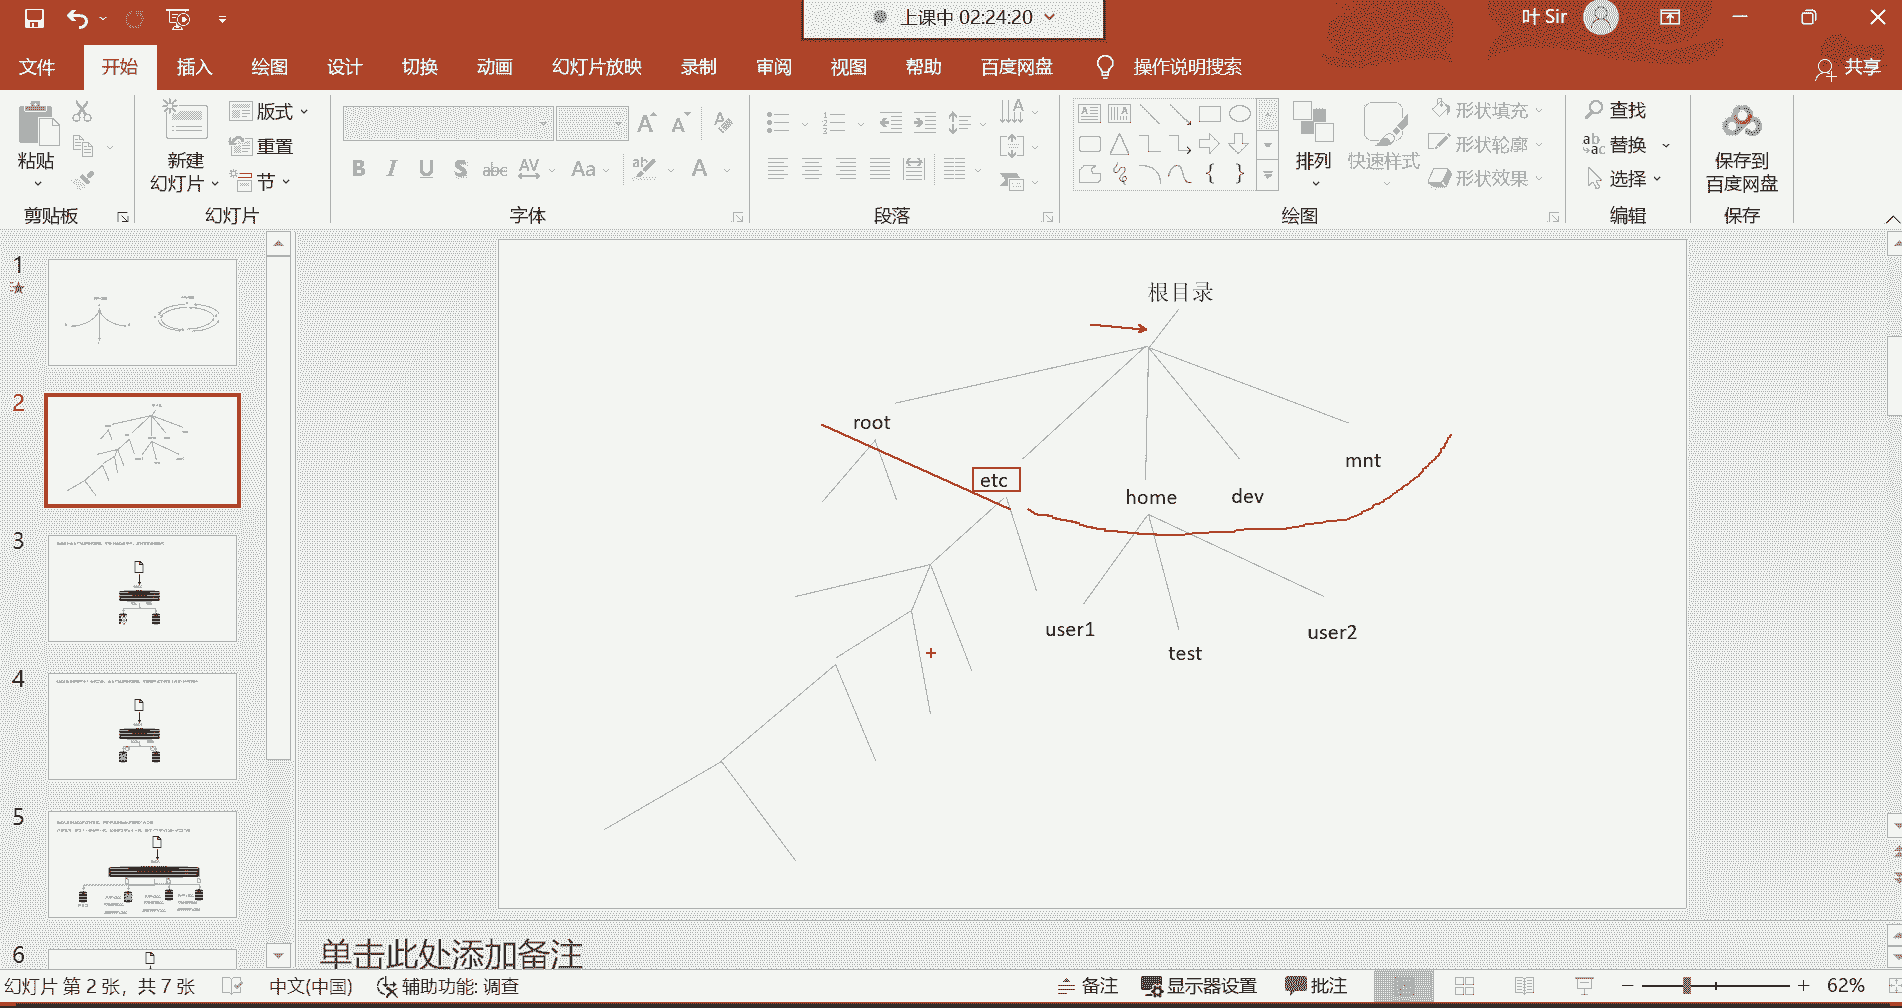 上课中 02:24:20
叶 Sir
文件 开始 插入 绘图 设计 切换 动画 幻灯片放映 录制 审阅 视图 帮助 百度网盘 操作说明搜索 共享
粘贴
剪贴板
新建
幻灯片
版式
重置
节
幻灯片
B I U S abc AV Aa A
字体
段落
排列
快速样式
形状填充
形状轮廓
形状效果
绘图
查找
替换
选择
编辑
保存到
百度网盘
保存
1
2
3
4
5
6
根目录
root
etc
home
dev
mnt
user1
test
user2
单击此处添加备注
幻灯片 第 2 张，共 7 张 中文(中国) 辅助功能: 调查 备注 显示器设置 批注 62%